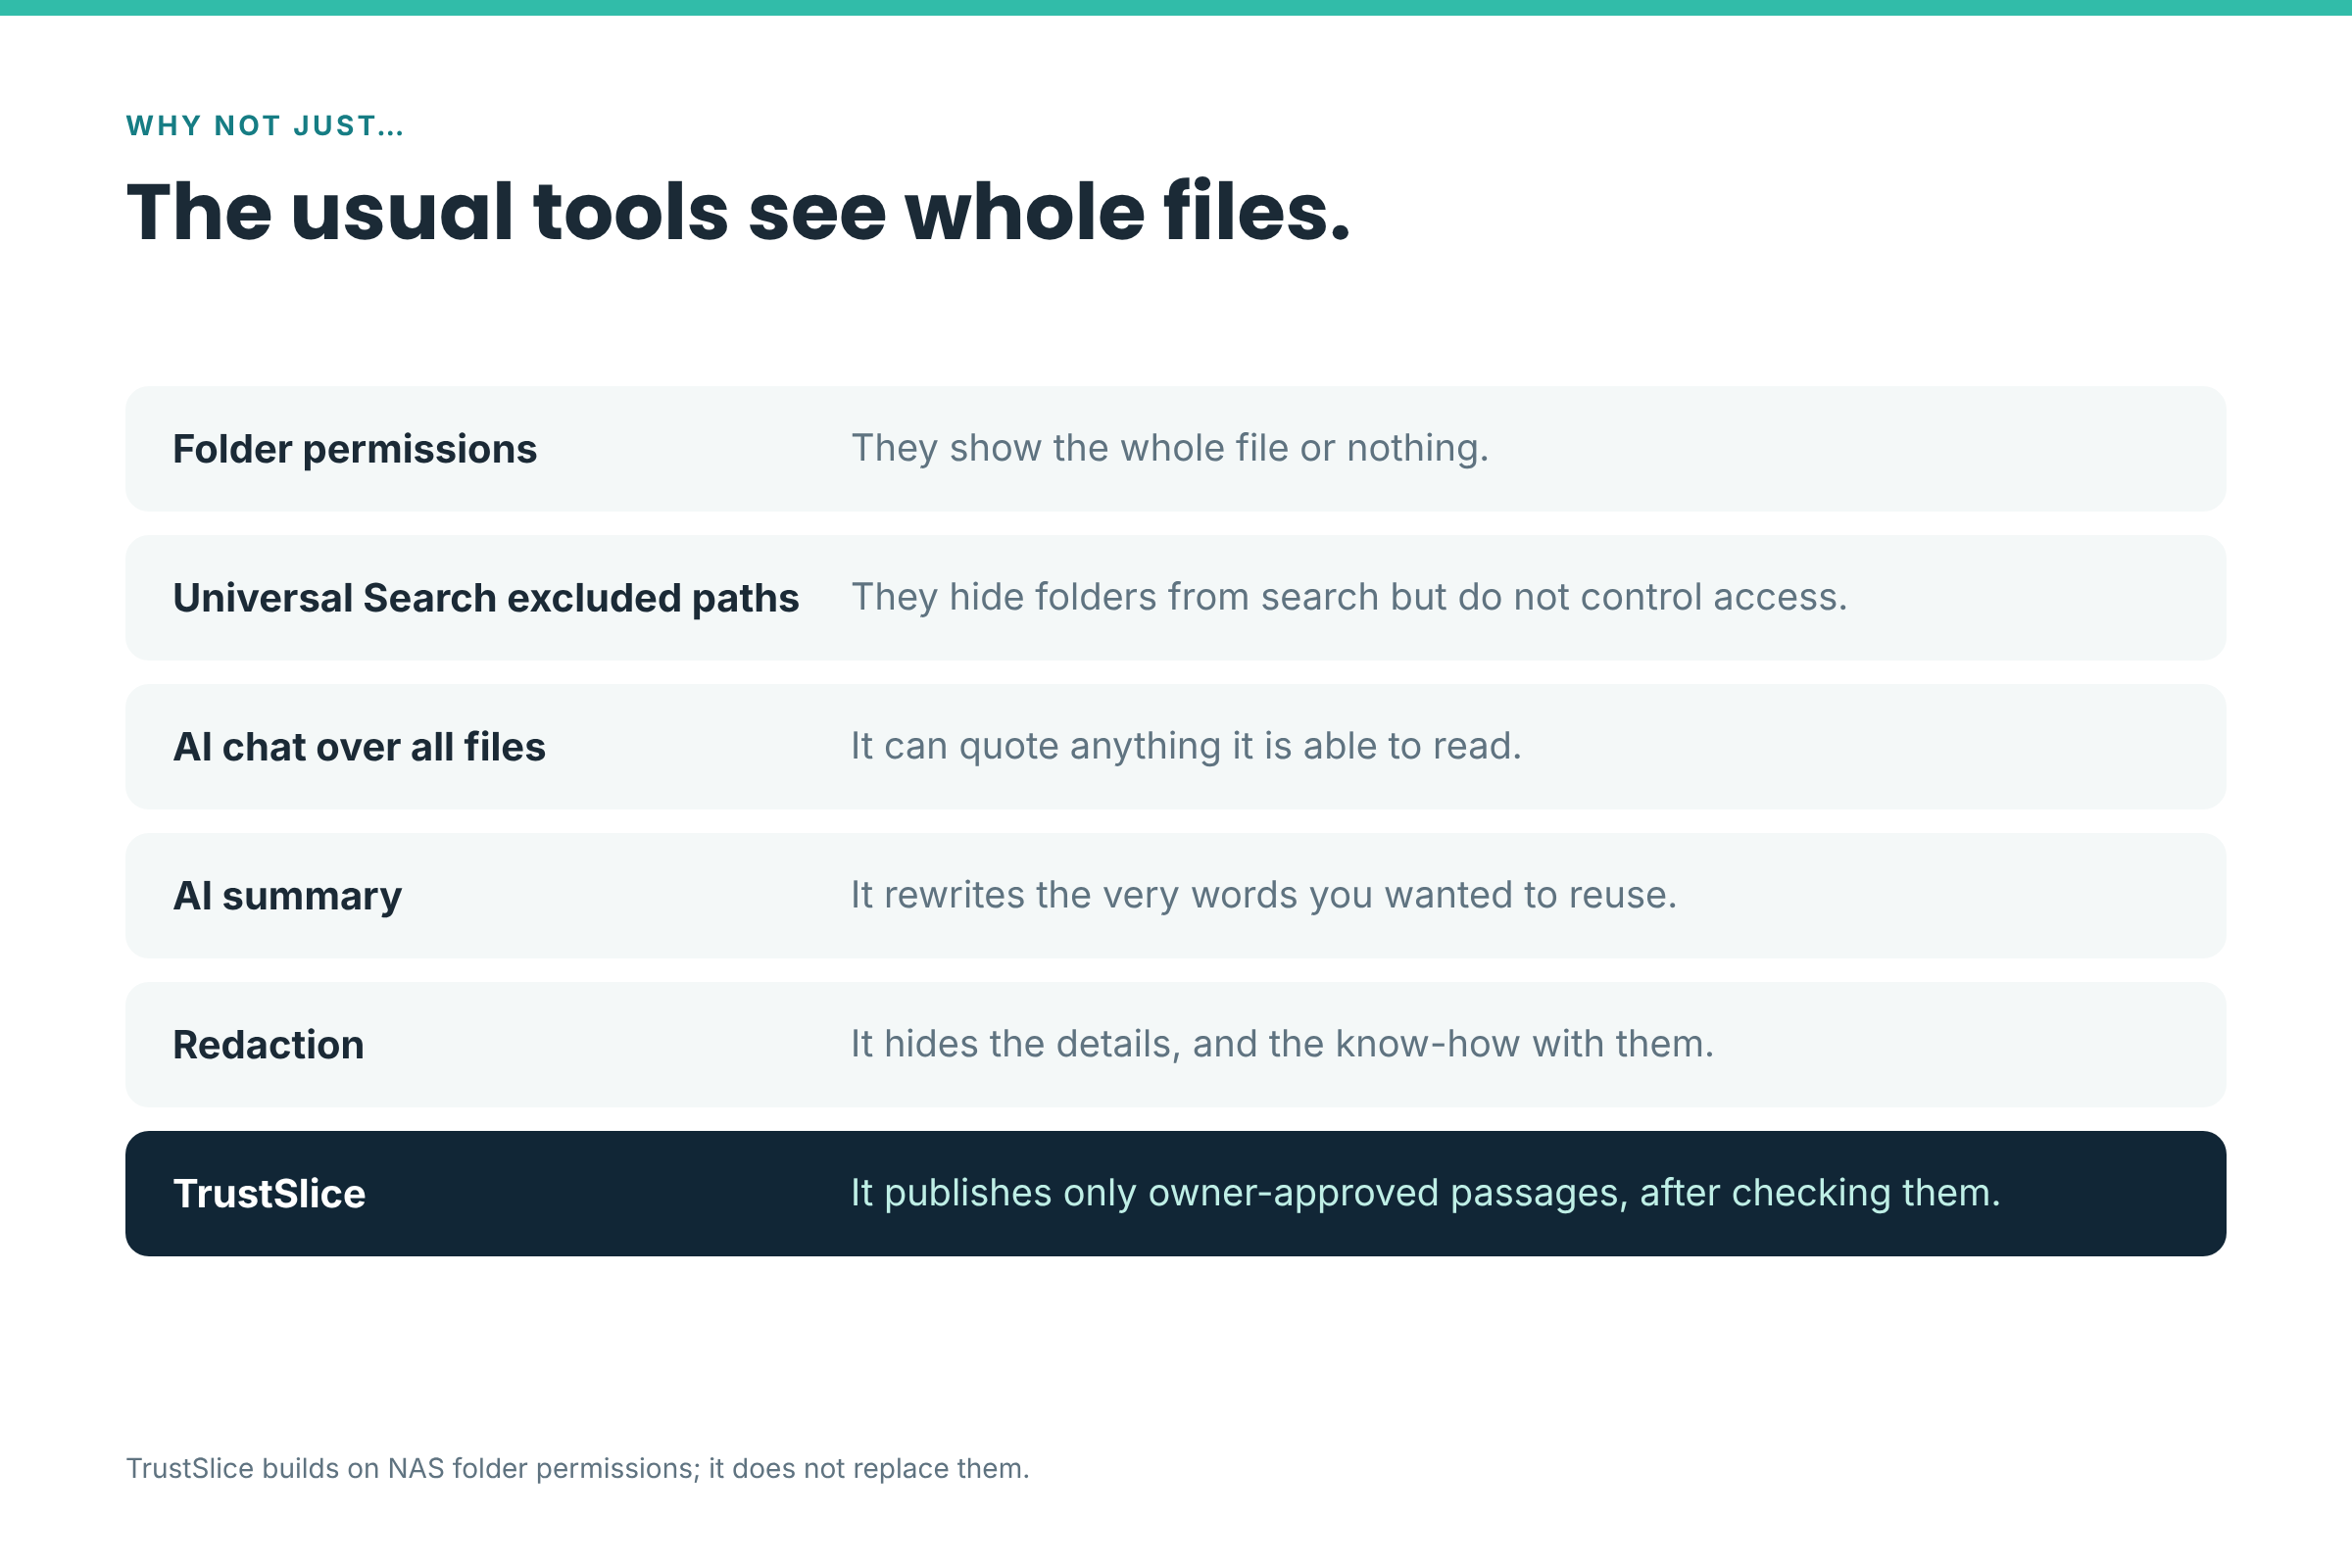 WHY NOT JUST...
The usual tools see whole files.
Folder permissions
They show the whole file or nothing.
Universal Search excluded paths
They hide folders from search but do not control access.
AI chat over all files
It can quote anything it is able to read.
AI summary
It rewrites the very words you wanted to reuse.
Redaction
It hides the details, and the know-how with them.
TrustSlice
It publishes only owner-approved passages, after checking them.
TrustSlice builds on NAS folder permissions; it does not replace them.